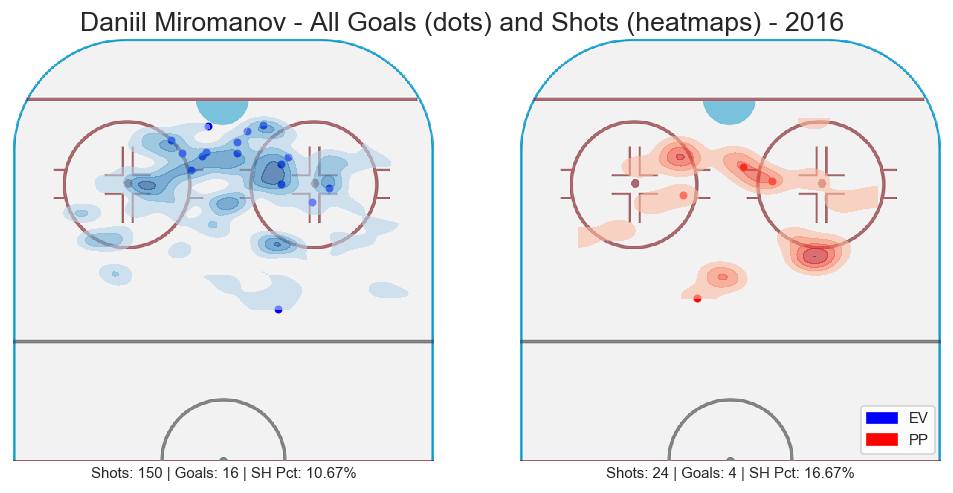 Daniil Miromanov - All Goals (dots) and Shots (heatmaps) - 2016
EV
PP
Shots: 150 | Goals: 16 | SH Pct: 10.67%
Shots: 24 | Goals: 4 | SH Pct: 16.67%